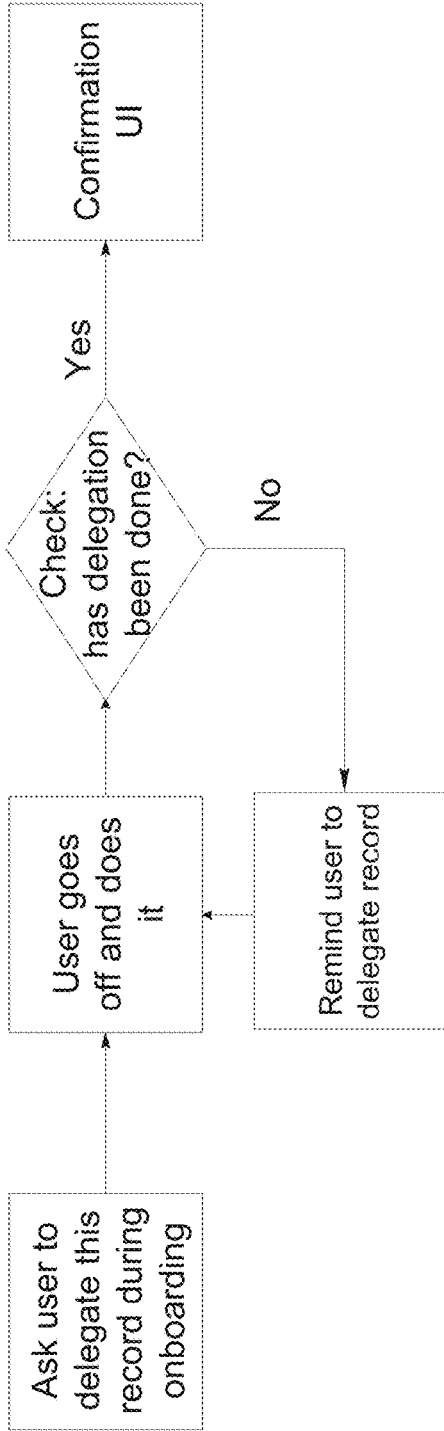 Ask user to
delegate this
record during
onboarding
User goes
off and does
it
Check:
has delegation
been done?
Yes
Confirmation
UI
No
Remind user to
delegate record